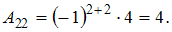 A₂₂ = (−1)²⁺² · 4 = 4.